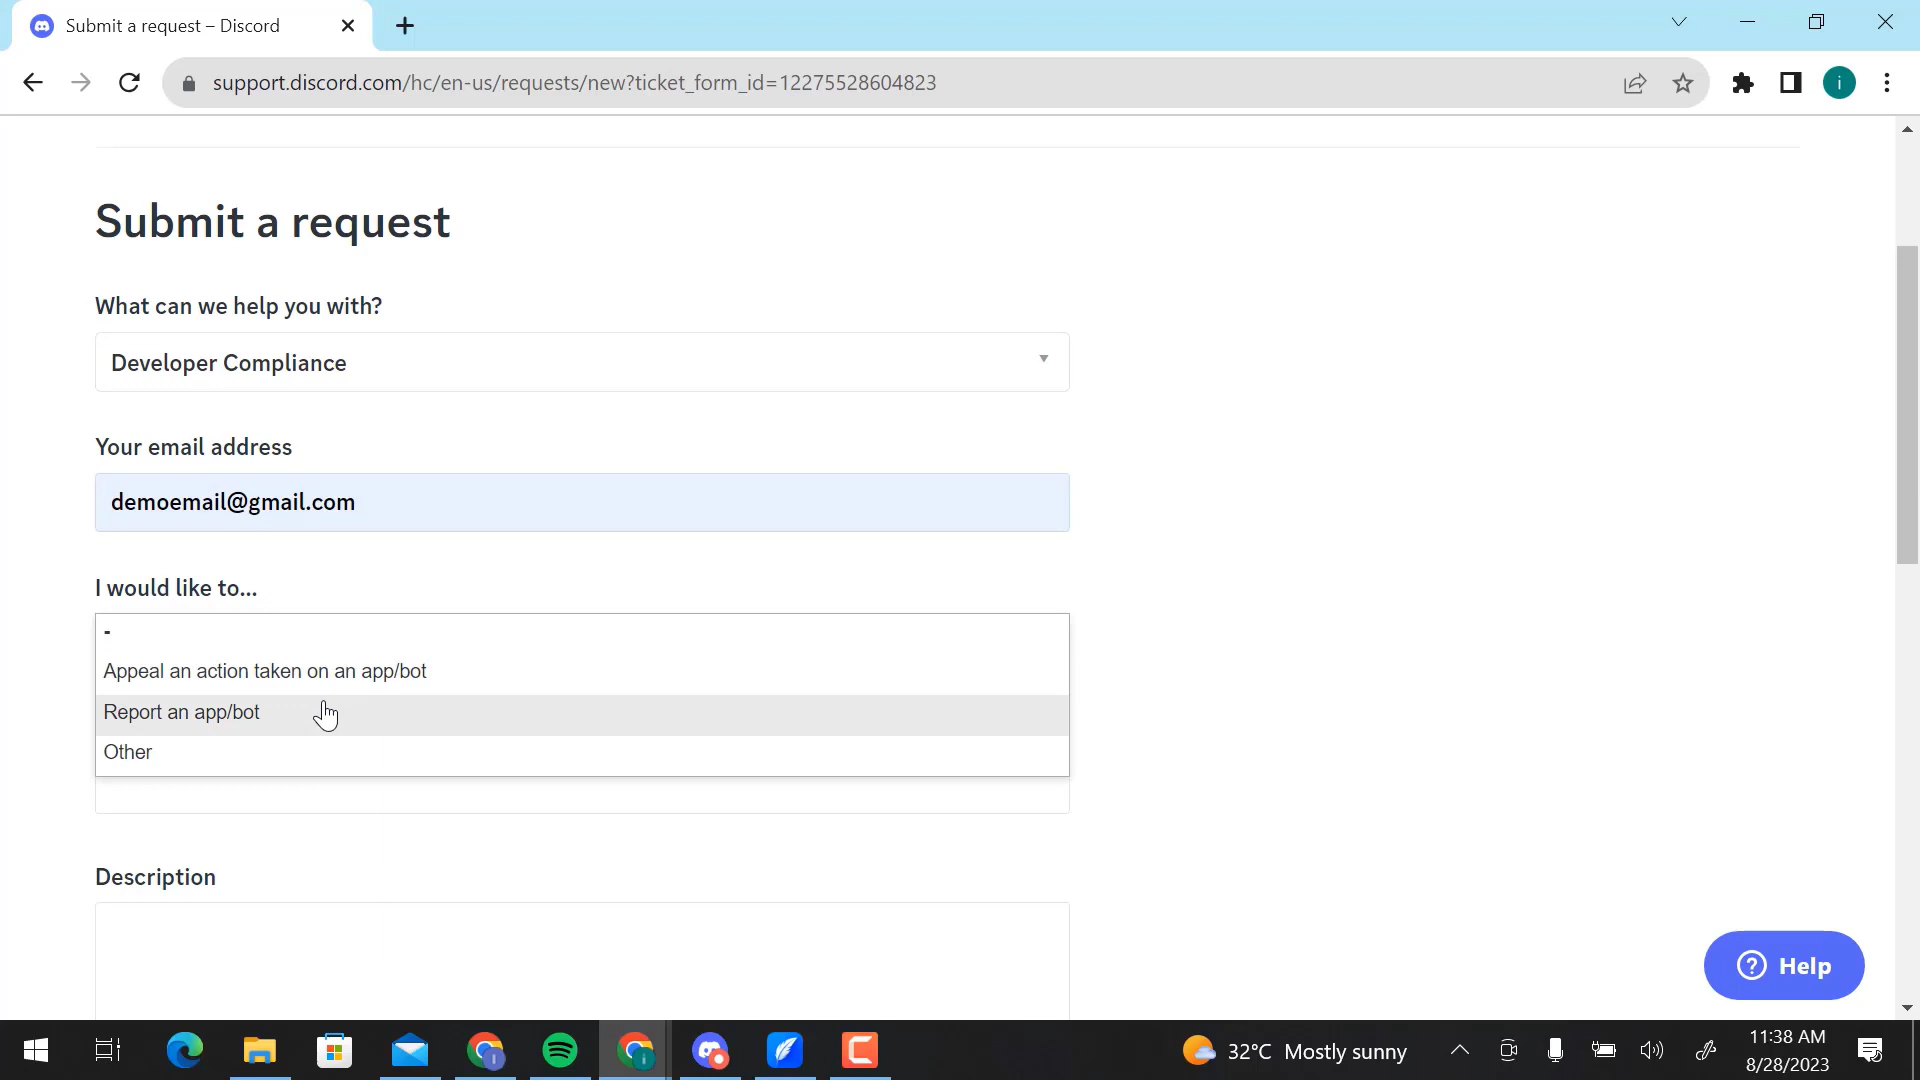 Submit a request – Discord
support.discord.com/hc/en-us/requests/new?ticket_form_id=12275528604823
i
Submit a request
What can we help you with?
Developer Compliance
Your email address
demoemail@gmail.com
I would like to...
-
Appeal an action taken on an app/bot
Report an app/bot
Other
Description
Help
32°C Mostly sunny
11:38 AM
8/28/2023